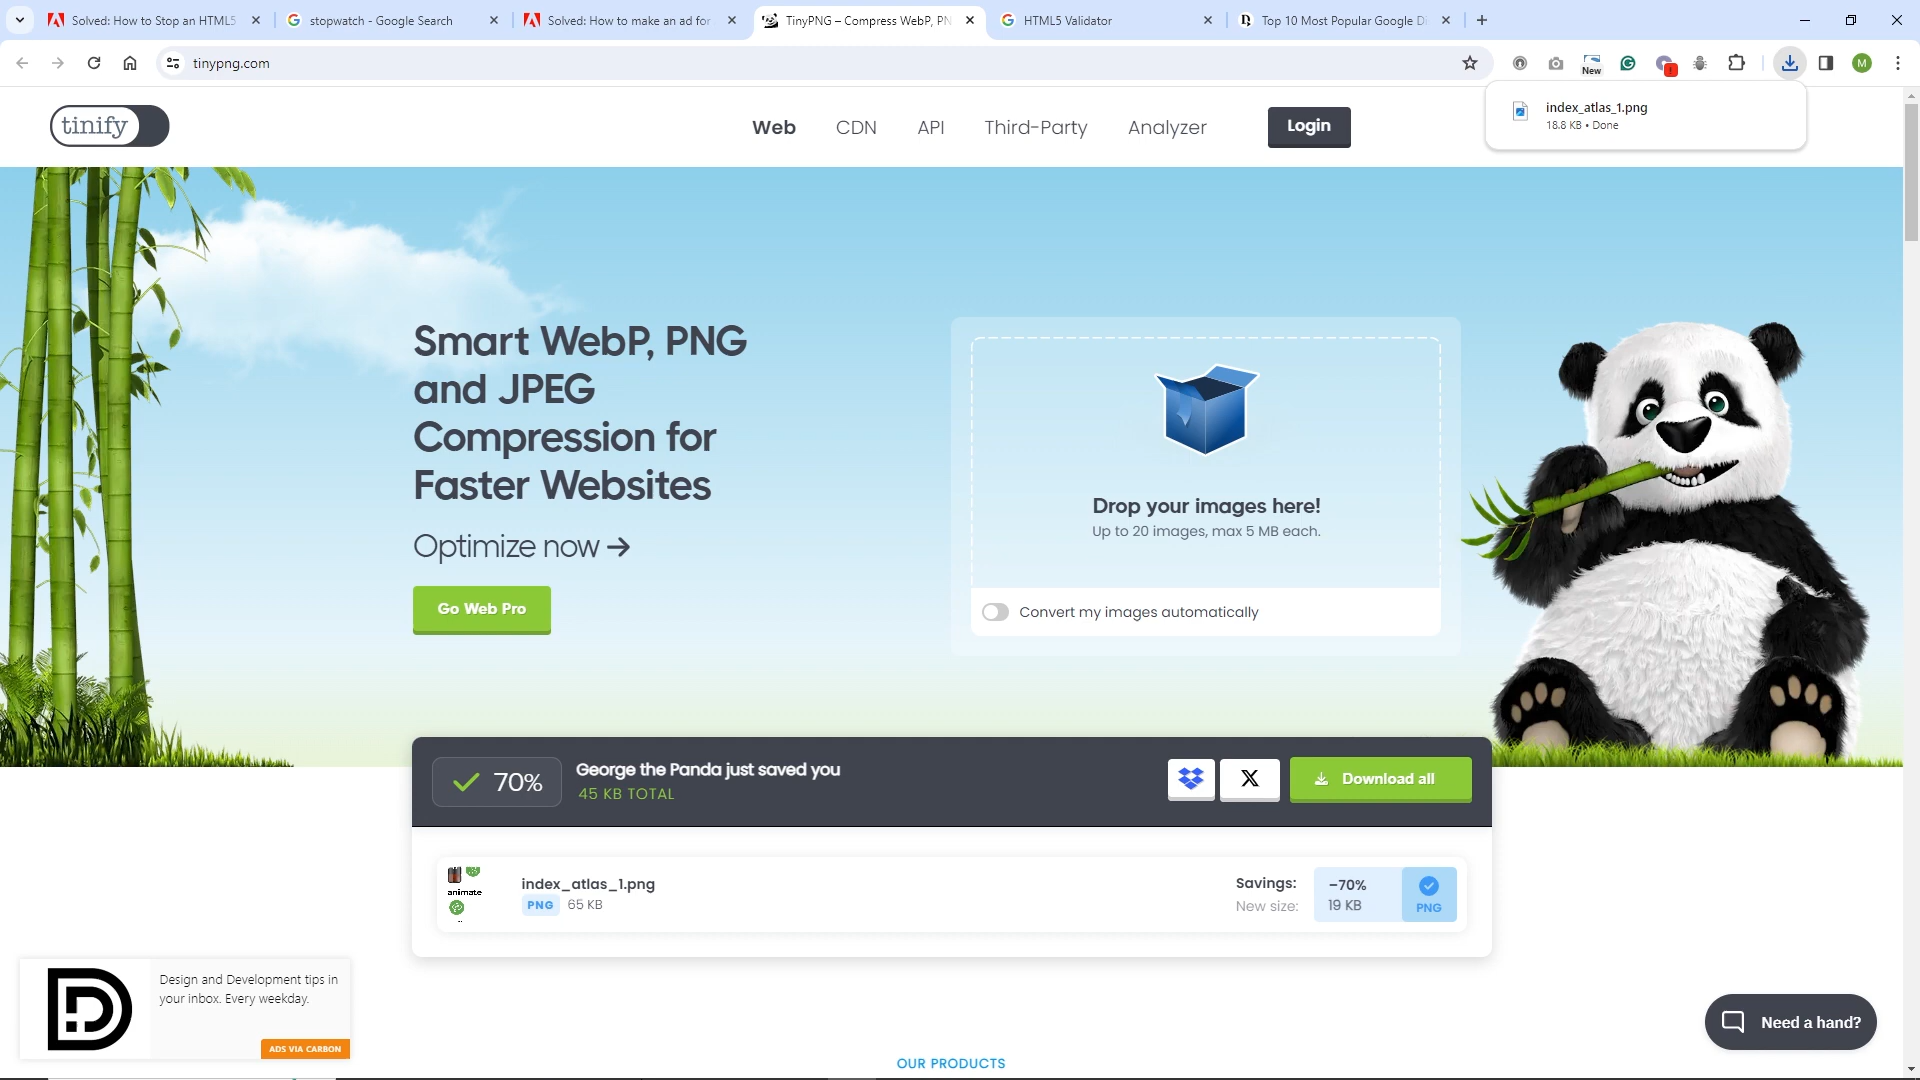 Solved: How to Stop an HTML5
stopwatch - Google Search
Solved: How to make an ad for
TinyPNG – Compress WebP, PN
HTML5 Validator
Top 10 Most Popular Google Di
tinypng.com
New
M
index_atlas_1.png
18.8 KB • Done
tinify
Web
CDN
API
Third-Party
Analyzer
Login
Smart WebP, PNG
and JPEG
Compression for
Faster Websites
Optimize now →
Go Web Pro
Drop your images here!
Up to 20 images, max 5 MB each.
Convert my images automatically
70%
George the Panda just saved you
45 KB TOTAL
X
Download all
animate
index_atlas_1.png
PNG 65 KB
Savings:
New size:
-70%
19 KB
PNG
Design and Development tips in
your inbox. Every weekday.
ADS VIA CARBON
Need a hand?
OUR PRODUCTS